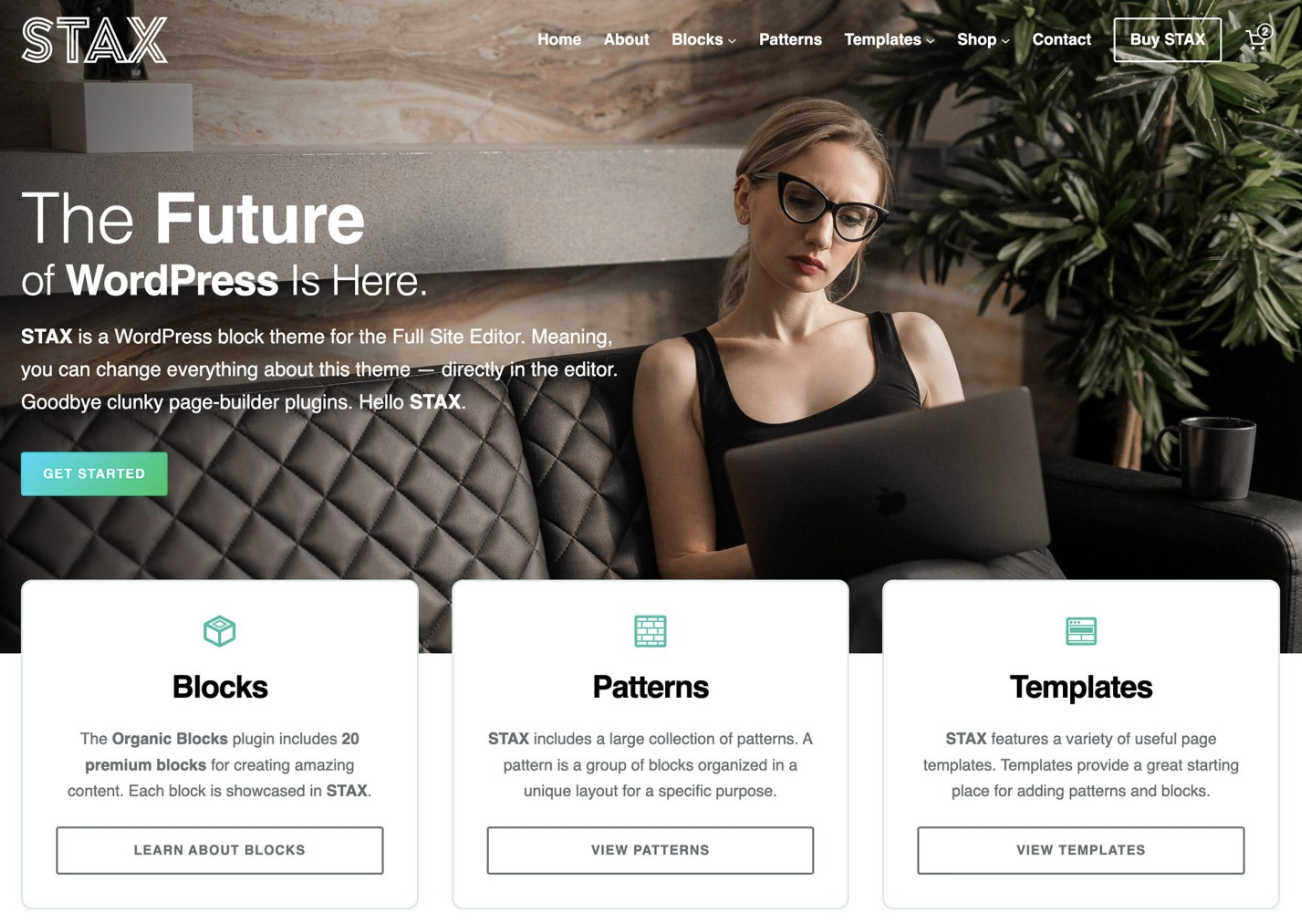 STAX
Home About Blocks Patterns Templates Shop Contact Buy STAX 2
The Future
of WordPress Is Here.
STAX is a WordPress block theme for the Full Site Editor. Meaning,
you can change everything about this theme — directly in the editor.
Goodbye clunky page-builder plugins. Hello STAX.
GET STARTED
Blocks
The Organic Blocks plugin includes 20
premium blocks for creating amazing
content. Each block is showcased in STAX.
LEARN ABOUT BLOCKS
Patterns
STAX includes a large collection of patterns. A
pattern is a group of blocks organized in a
unique layout for a specific purpose.
VIEW PATTERNS
Templates
STAX features a variety of useful page
templates. Templates provide a great starting
place for adding patterns and blocks.
VIEW TEMPLATES